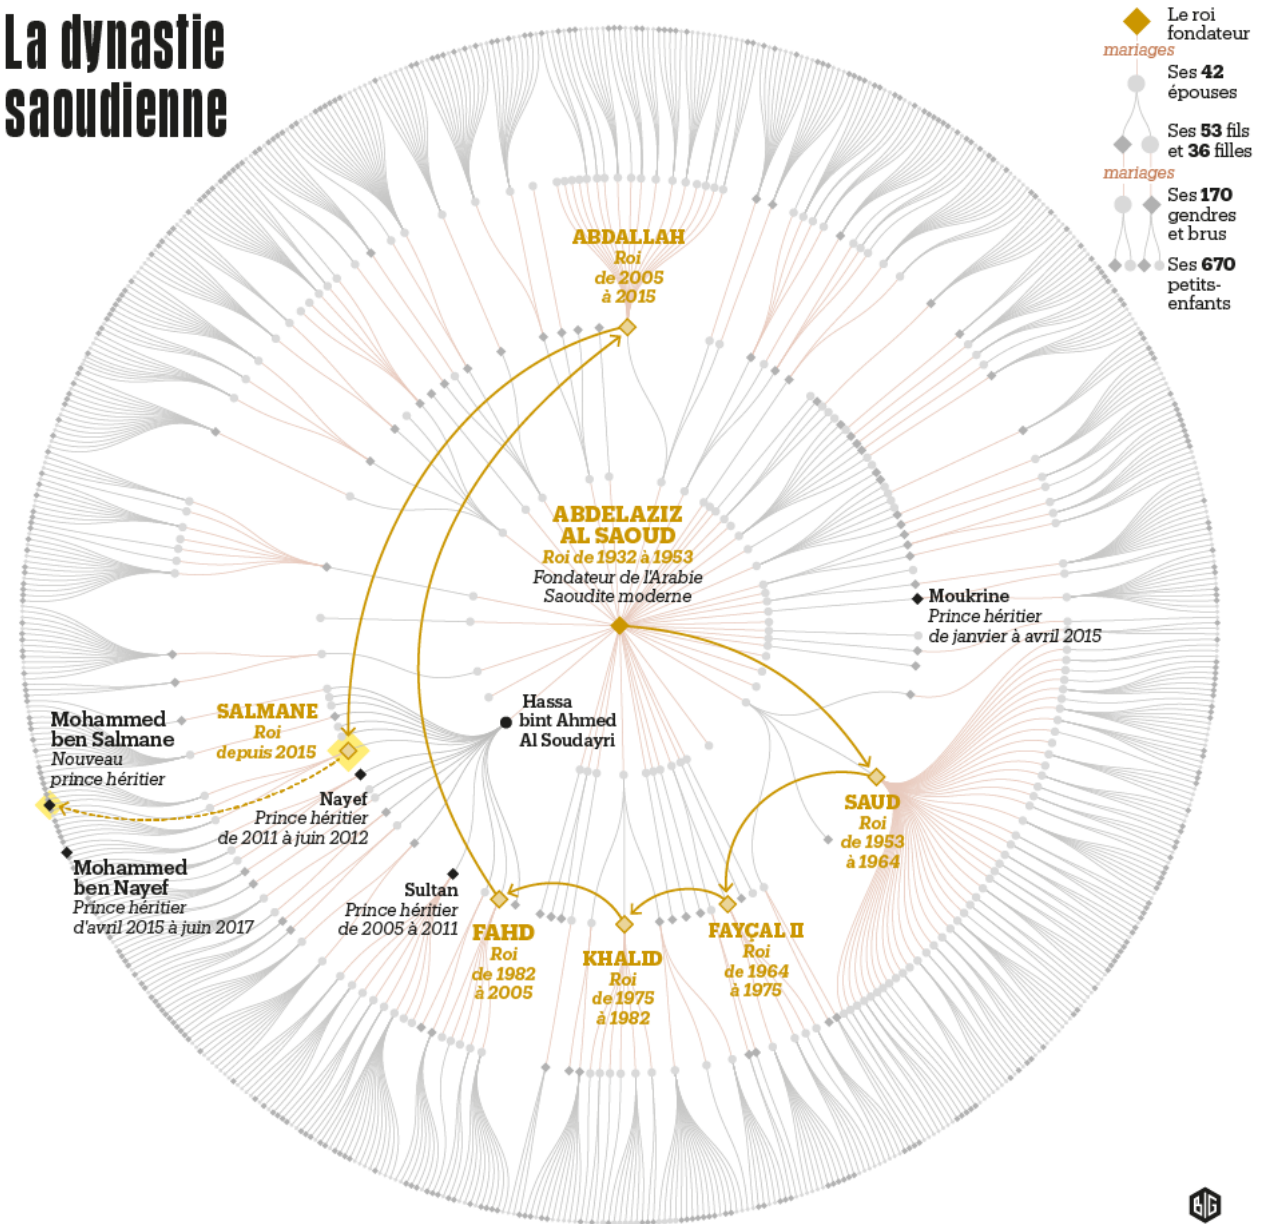 La dynastie
saoudienne
Le roi
fondateur
mariages
Ses 42
épouses
Ses 53 fils
et 36 filles
mariages
Ses 170
gendres
et brus
Ses 670
petits-
enfants
ABDALLAH
Roi
de 2005
à 2015
ABDELAZIZ
AL SAOUD
Roi de 1932 à 1953
Fondateur de l'Arabie
Saoudite moderne
Moukrine
Prince héritier
de janvier à avril 2015
Hassa
bint Ahmed
Al Soudayri
SALMANE
Roi
depuis 2015
Mohammed
ben Salmane
Nouveau
prince héritier
Nayef
Prince héritier
de 2011 à juin 2012
Mohammed
ben Nayef
Prince héritier
d'avril 2015 à juin 2017
Sultan
Prince héritier
de 2005 à 2011
FAHD
Roi
de 1982
à 2005
KHALID
Roi
de 1975
à 1982
FAYÇAL II
Roi
de 1964
à 1975
SAUD
Roi
de 1953
à 1964
BIG